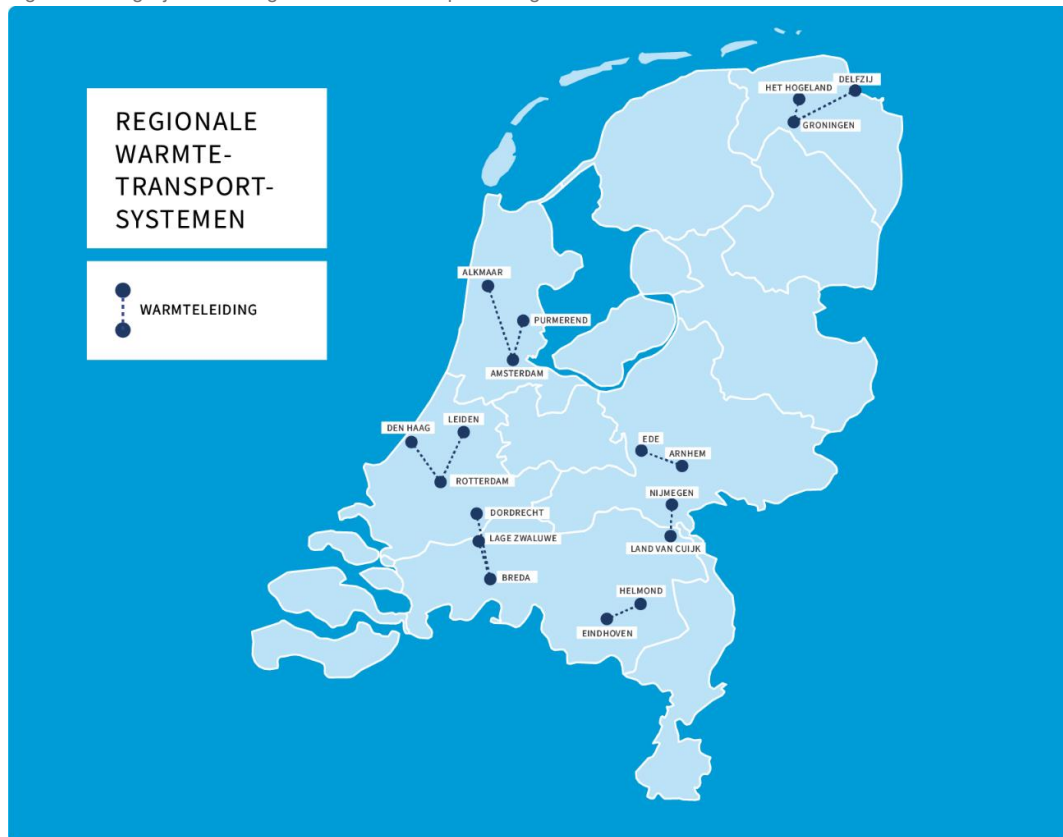 REGIONALE
WARMTE-
TRANSPORT-
SYSTEMEN
WARMTELEIDING
DELFZIJ
HET HOGELAND
GRONINGEN
ALKMAAR
PURMEREND
AMSTERDAM
LEIDEN
DEN HAAG
ROTTERDAM
EDE
ARNHEM
NIJMEGEN
LAND VAN CUIJK
DORDRECHT
LAGE ZWALUWE
BREDA
HELMOND
EINDHOVEN